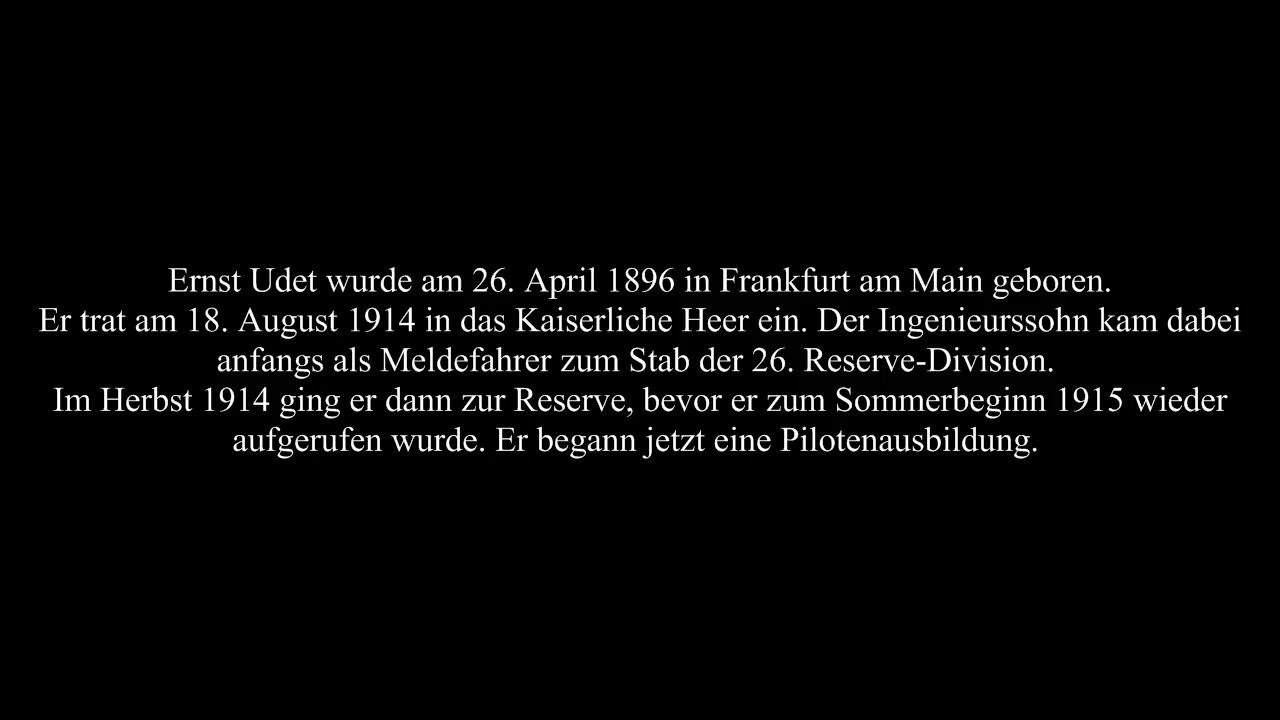 Ernst Udet wurde am 26. April 1896 in Frankfurt am Main geboren.
Er trat am 18. August 1914 in das Kaiserliche Heer ein. Der Ingenieurssohn kam dabei
anfangs als Meldefahrer zum Stab der 26. Reserve-Division.
Im Herbst 1914 ging er dann zur Reserve, bevor er zum Sommerbeginn 1915 wieder
aufgerufen wurde. Er begann jetzt eine Pilotenausbildung.